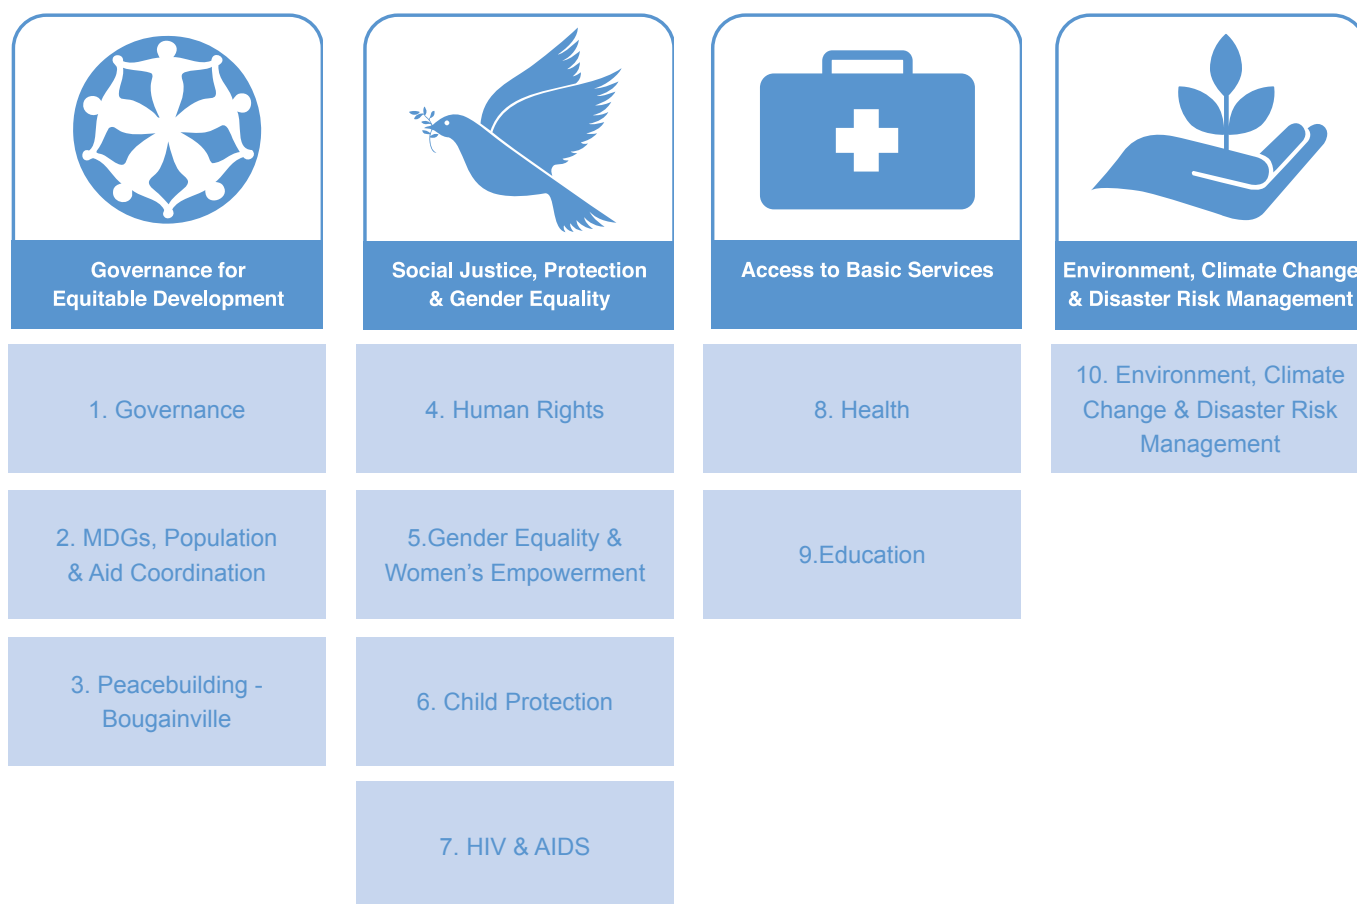 Governance for
Equitable Development
Social Justice, Protection
& Gender Equality
Access to Basic Services
Environment, Climate Change
& Disaster Risk Management
1. Governance
2. MDGs, Population
& Aid Coordination
3. Peacebuilding -
Bougainville
4. Human Rights
5.Gender Equality &
Women’s Empowerment
6. Child Protection
7. HIV & AIDS
8. Health
9.Education
10. Environment, Climate
Change & Disaster Risk
Management